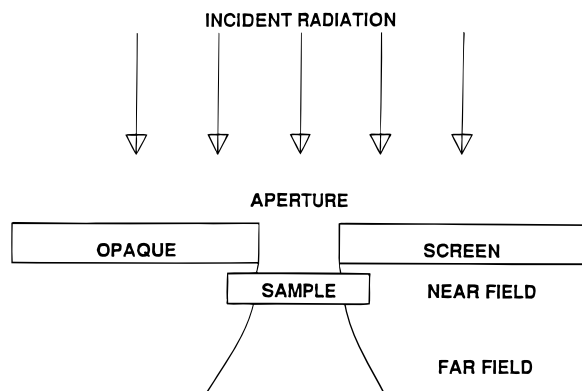 INCIDENT RADIATION
APERTURE
OPAQUE SCREEN
SAMPLE NEAR FIELD
FAR FIELD